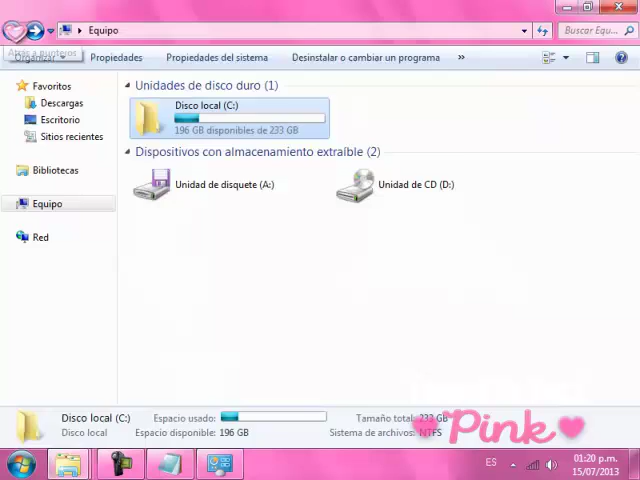 Equipo
Buscar Equ...
Atrás a punteros
Organizar
Propiedades
Propiedades del sistema
Desinstalar o cambiar un programa
»
Favoritos
Descargas
Escritorio
Sitios recientes
Bibliotecas
Equipo
Red
Unidades de disco duro (1)
Disco local (C:)
196 GB disponibles de 233 GB
Dispositivos con almacenamiento extraíble (2)
Unidad de disquete (A:)
Unidad de CD (D:)
Disco local (C:)
Espacio usado:
Tamaño total: 233 GB
Disco local
Espacio disponible: 196 GB
Sistema de archivos: NTFS
Pink
ES
01:20 p.m.
15/07/2013